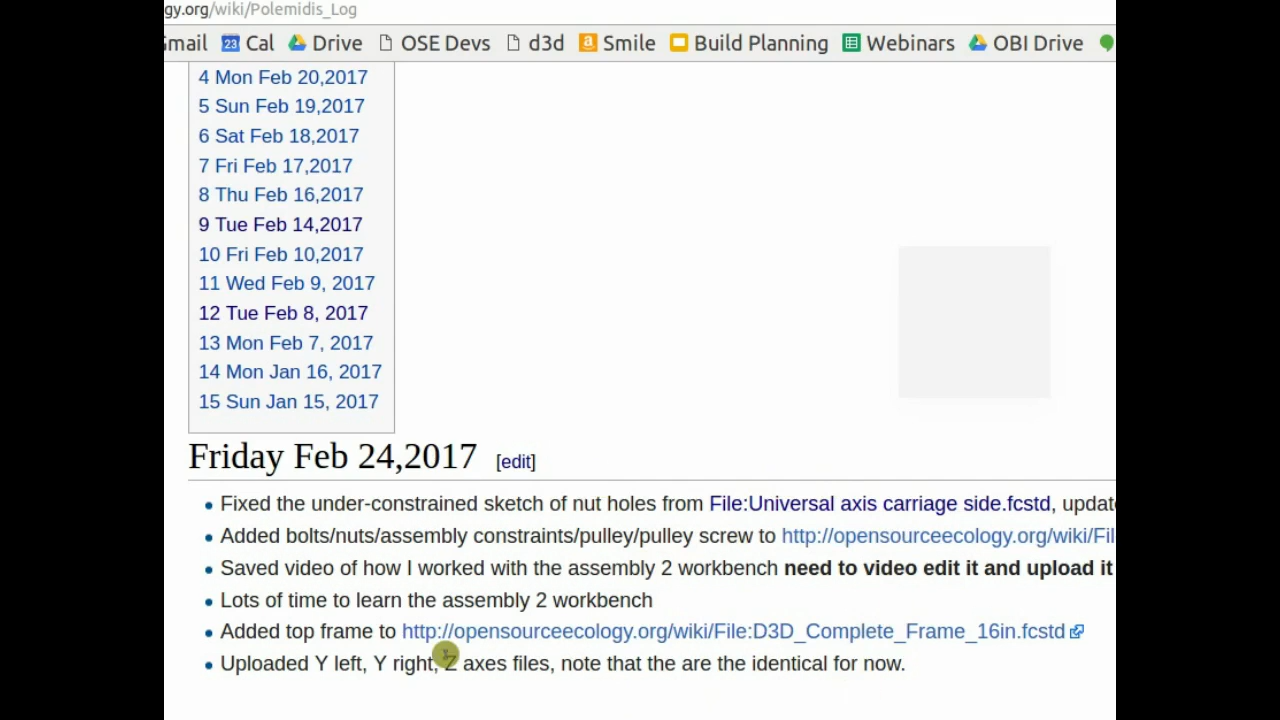 gy.org/wiki/Polemidis_Log
Gmail 23 Cal Drive OSE Devs d3d a Smile Build Planning Webinars OBI Drive
4 Mon Feb 20,2017
5 Sun Feb 19,2017
6 Sat Feb 18,2017
7 Fri Feb 17,2017
8 Thu Feb 16,2017
9 Tue Feb 14,2017
10 Fri Feb 10,2017
11 Wed Feb 9, 2017
12 Tue Feb 8, 2017
13 Mon Feb 7, 2017
14 Mon Jan 16, 2017
15 Sun Jan 15, 2017
Friday Feb 24,2017 [edit]
Fixed the under-constrained sketch of nut holes from File:Universal axis carriage side.fcstd, update
Added bolts/nuts/assembly constraints/pulley/pulley screw to http://opensourceecology.org/wiki/Fil
Saved video of how I worked with the assembly 2 workbench need to video edit it and upload it
Lots of time to learn the assembly 2 workbench
Added top frame to http://opensourceecology.org/wiki/File:D3D_Complete_Frame_16in.fcstd
Uploaded Y left, Y right, Z axes files, note that the are the identical for now.